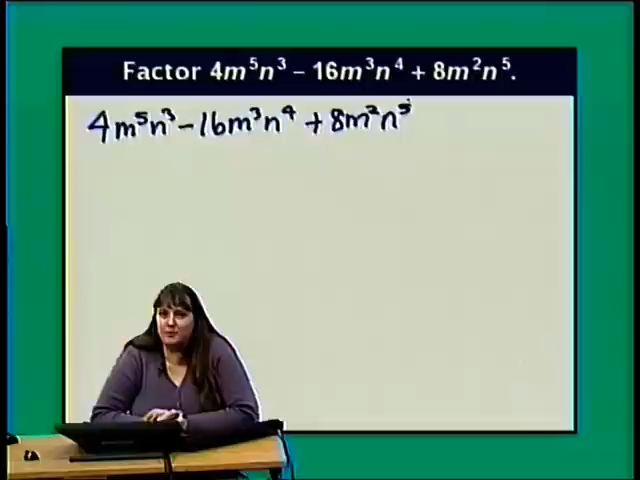 Factor 4m⁵n³ – 16m³n⁴ + 8m²n⁵.
4m⁵n³ – 16m³n⁴ + 8m²n⁵